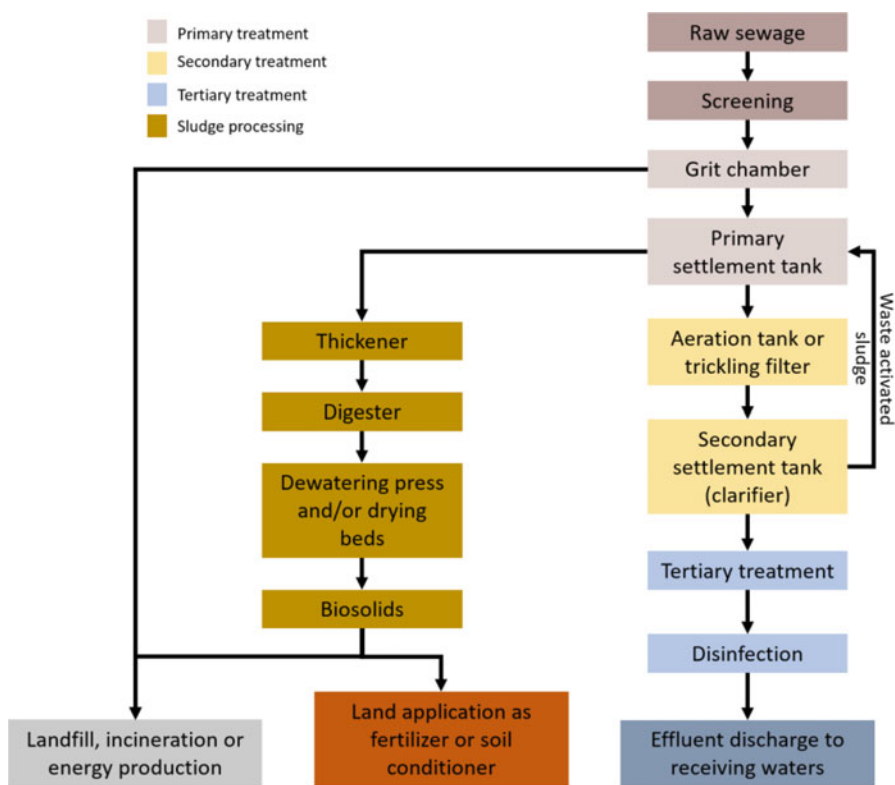 Primary treatment
Secondary treatment
Tertiary treatment
Sludge processing
Raw sewage
Screening
Grit chamber
Primary
settlement tank
Waste activated
sludge
Aeration tank or
trickling filter
Secondary
settlement tank
(clarifier)
Tertiary treatment
Disinfection
Effluent discharge to
receiving waters
Thickener
Digester
Dewatering press
and/or drying
beds
Biosolids
Landfill, incineration or
energy production
Land application as
fertilizer or soil
conditioner